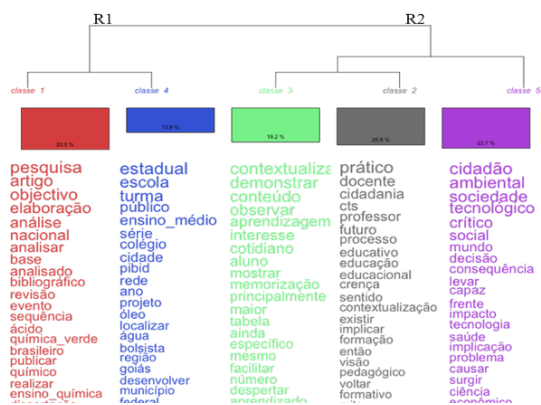 R1 R2
classe 1 classe 4 classe 3 classe 2 classe 5
23.5 % 13.8 % 19.2 % 20.8 % 22.7 %
pesquisa
artigo
objectivo
elaboração
análise
nacional
analisar
base
analisado
bibliográfico
revisão
evento
sequência
ácido
química_verde
brasileiro
publicar
químico
realizar
ensino_química
estadual
escola
turma
público
ensino_médio
série
colégio
cidade
pibid
rede
ano
projeto
óleo
localizar
água
bolsista
região
goiás
desenvolver
município
federal
contextualiza
demonstrar
conteúdo
observar
aprendizagem
interesse
cotidiano
aluno
mostrar
memorização
principalmente
maior
tabela
ainda
específico
mesmo
facilitar
número
despertar
aprendizado
prático
docente
cidadania
cts
professor
futuro
processo
educativo
educação
educacional
crença
sentido
contextualização
existir
implicar
formação
então
visão
pedagógico
voltar
formativo
cidadão
ambiental
sociedade
tecnológico
crítico
social
mundo
decisão
consequência
levar
capaz
frente
impacto
tecnologia
saúde
implicação
problema
causar
surgir
ciência
econômico